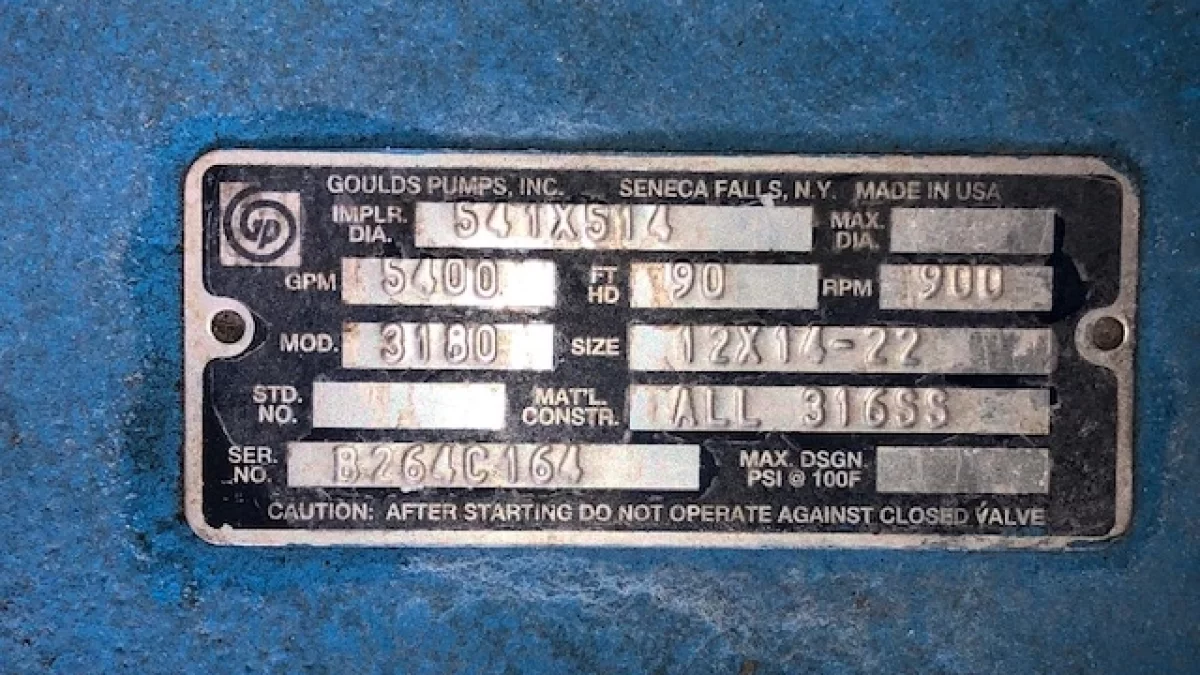 GOULDS PUMPS, INC. SENECA FALLS, N.Y. MADE IN USA
IMPLR. DIA. 541X514 MAX. DIA.
GPM 5400 FT HD 90 RPM 900
MOD. 3180 SIZE 12X14-22
STD. NO. MAT'L. CONSTR. ALL 316SS
SER. NO. B264C164 MAX. DSGN. PSI @ 100F
CAUTION: AFTER STARTING DO NOT OPERATE AGAINST CLOSED VALVE